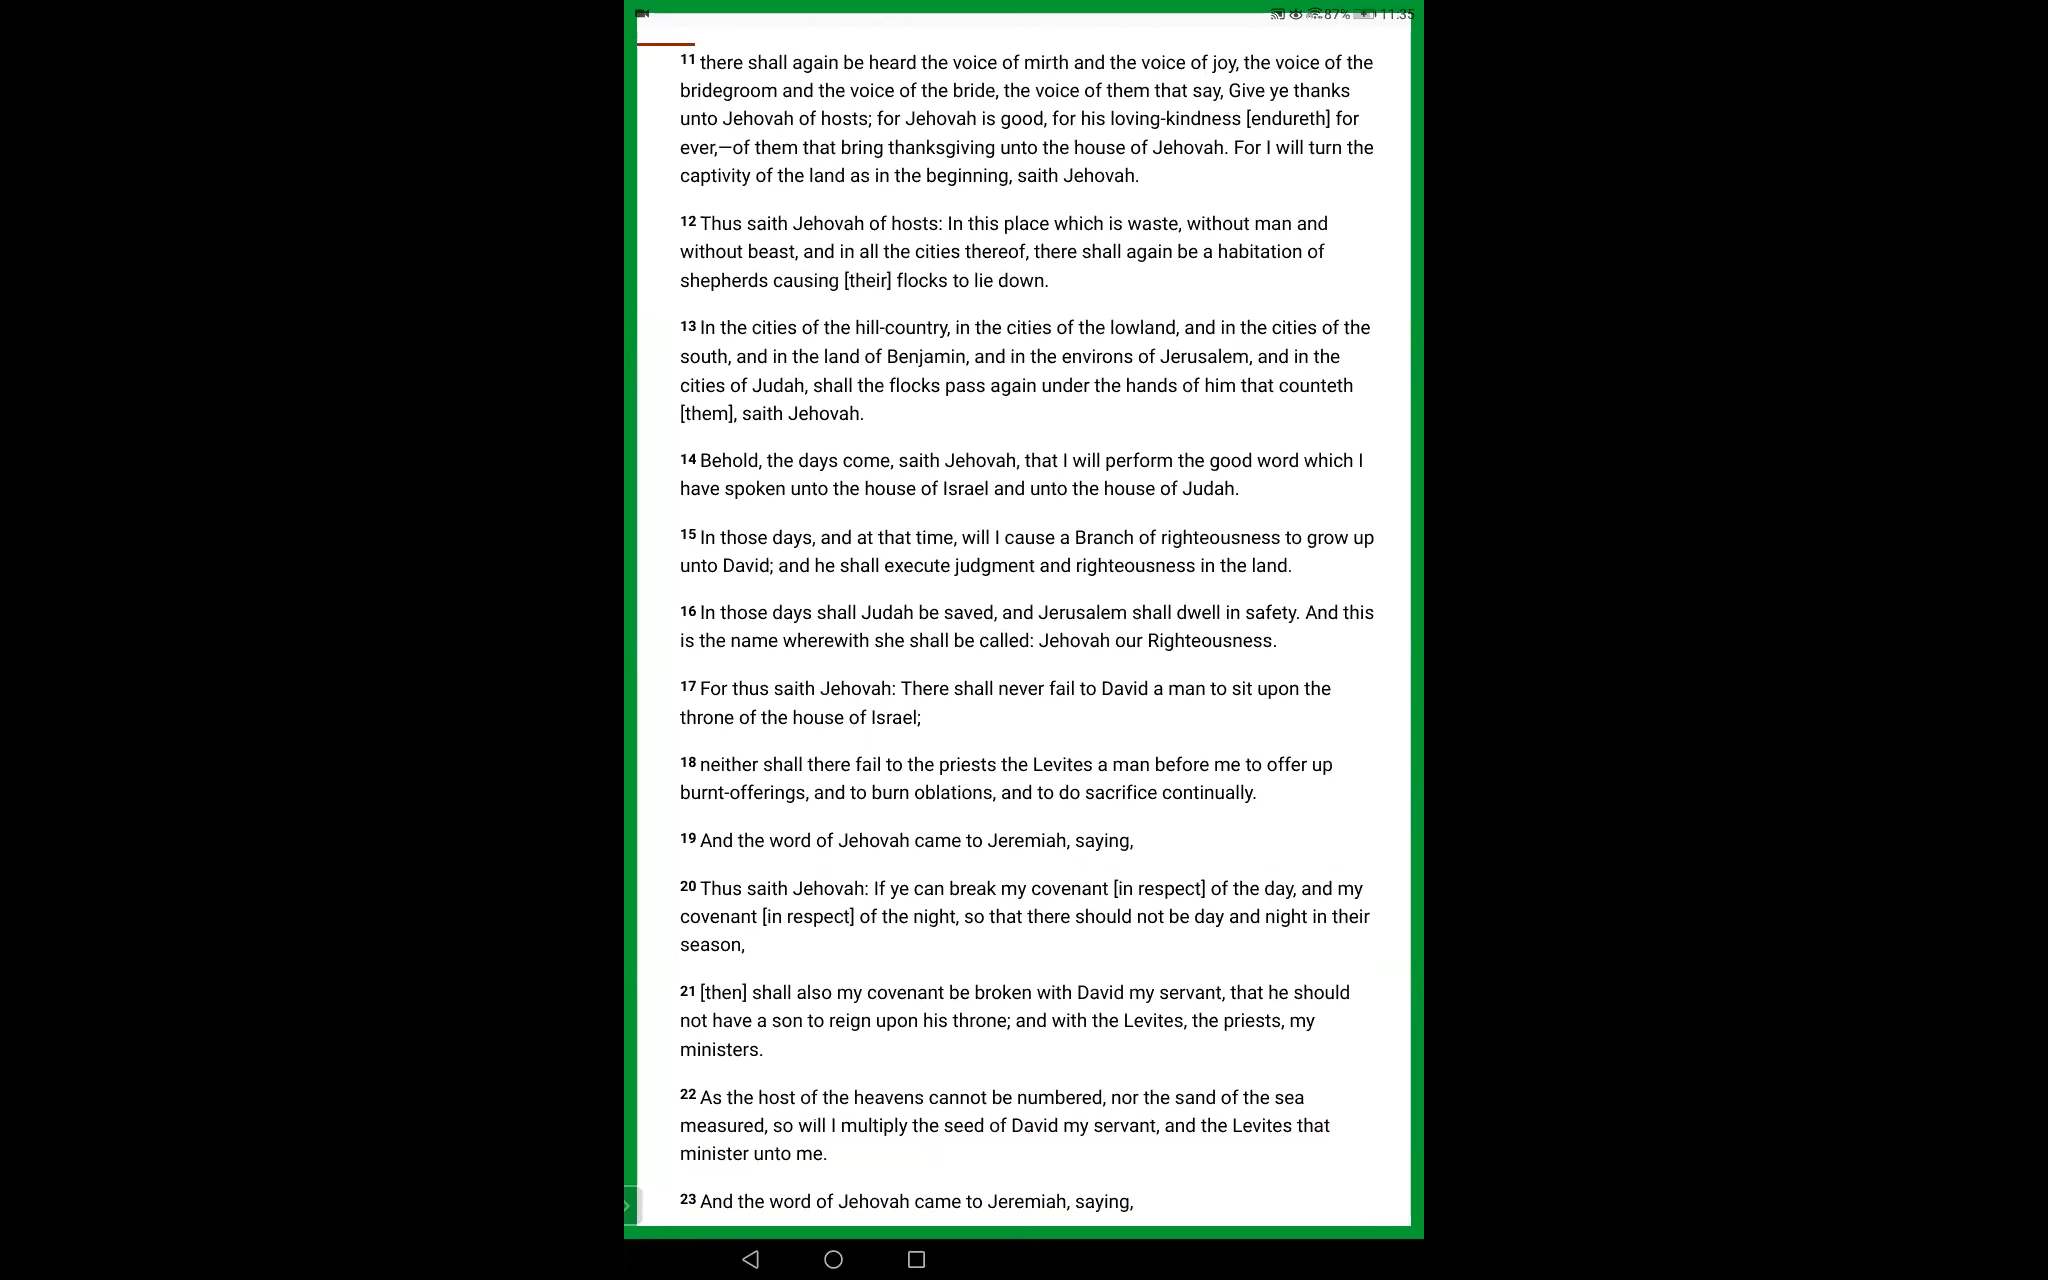 87% 11:35
11 there shall again be heard the voice of mirth and the voice of joy, the voice of the
bridegroom and the voice of the bride, the voice of them that say, Give ye thanks
unto Jehovah of hosts; for Jehovah is good, for his loving-kindness [endureth] for
ever,—of them that bring thanksgiving unto the house of Jehovah. For I will turn the
captivity of the land as in the beginning, saith Jehovah.
12 Thus saith Jehovah of hosts: In this place which is waste, without man and
without beast, and in all the cities thereof, there shall again be a habitation of
shepherds causing [their] flocks to lie down.
13 In the cities of the hill-country, in the cities of the lowland, and in the cities of the
south, and in the land of Benjamin, and in the environs of Jerusalem, and in the
cities of Judah, shall the flocks pass again under the hands of him that counteth
[them], saith Jehovah.
14 Behold, the days come, saith Jehovah, that I will perform the good word which I
have spoken unto the house of Israel and unto the house of Judah.
15 In those days, and at that time, will I cause a Branch of righteousness to grow up
unto David; and he shall execute judgment and righteousness in the land.
16 In those days shall Judah be saved, and Jerusalem shall dwell in safety. And this
is the name wherewith she shall be called: Jehovah our Righteousness.
17 For thus saith Jehovah: There shall never fail to David a man to sit upon the
throne of the house of Israel;
18 neither shall there fail to the priests the Levites a man before me to offer up
burnt-offerings, and to burn oblations, and to do sacrifice continually.
19 And the word of Jehovah came to Jeremiah, saying,
20 Thus saith Jehovah: If ye can break my covenant [in respect] of the day, and my
covenant [in respect] of the night, so that there should not be day and night in their
season,
21 [then] shall also my covenant be broken with David my servant, that he should
not have a son to reign upon his throne; and with the Levites, the priests, my
ministers.
22 As the host of the heavens cannot be numbered, nor the sand of the sea
measured, so will I multiply the seed of David my servant, and the Levites that
minister unto me.
23 And the word of Jehovah came to Jeremiah, saying,